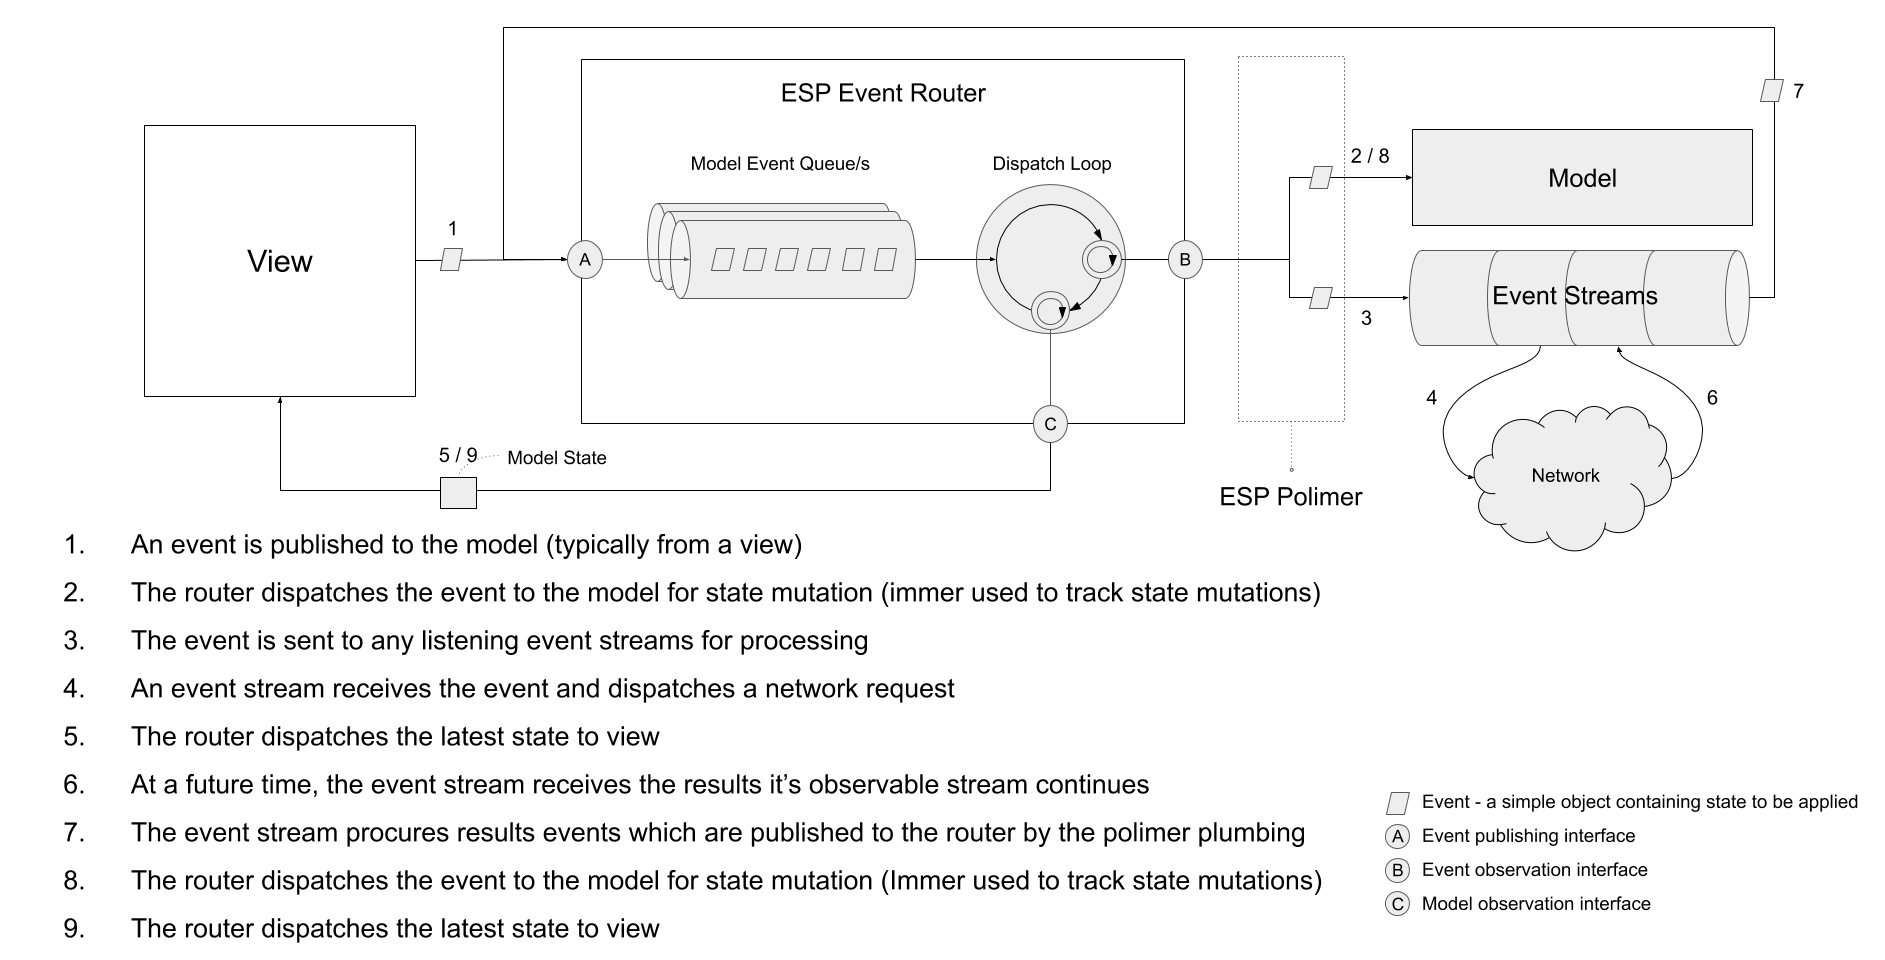 ESP Event Router
7
Model Event Queue/s
Dispatch Loop
2 / 8
Model
1
View
A
B
Event Streams
3
4
6
C
5 / 9
Model State
Network
ESP Polimer
1. An event is published to the model (typically from a view)
2. The router dispatches the event to the model for state mutation (immer used to track state mutations)
3. The event is sent to any listening event streams for processing
4. An event stream receives the event and dispatches a network request
5. The router dispatches the latest state to view
6. At a future time, the event stream receives the results it’s observable stream continues
7. The event stream procures results events which are published to the router by the polimer plumbing
8. The router dispatches the event to the model for state mutation (Immer used to track state mutations)
9. The router dispatches the latest state to view
Event - a simple object containing state to be applied
A Event publishing interface
B Event observation interface
C Model observation interface